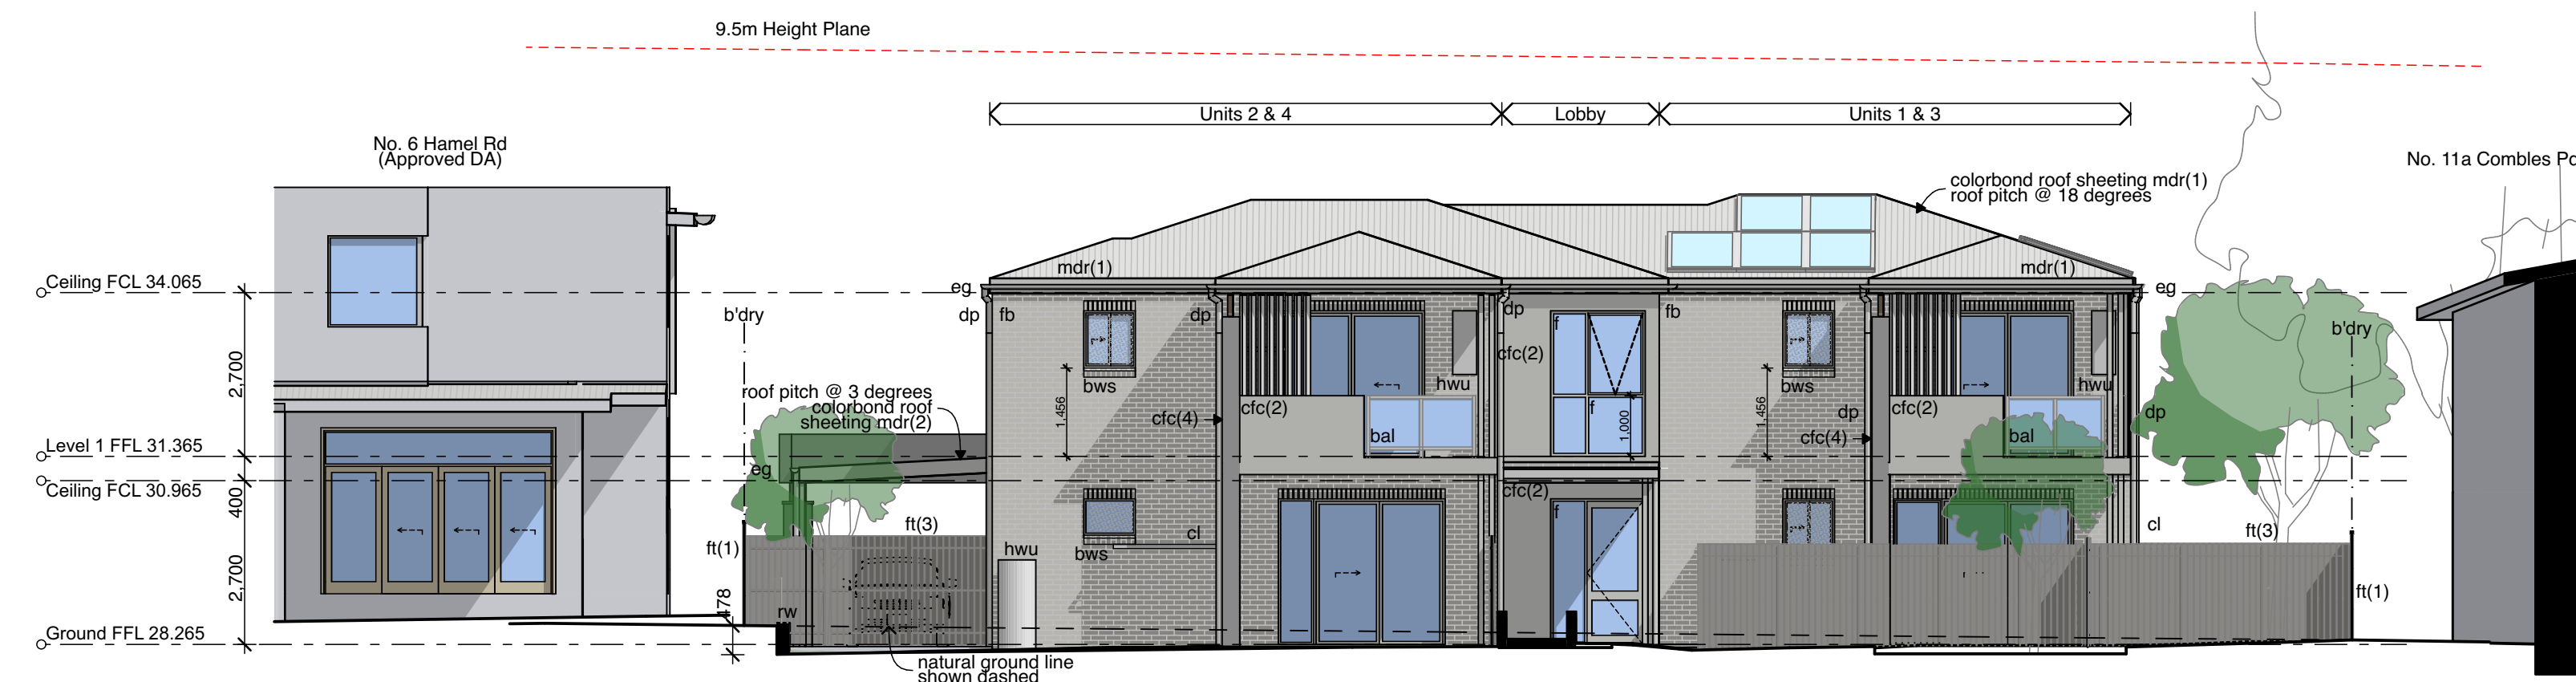 9.5m Height Plane
Units 2 & 4
Lobby
Units 1 & 3
No. 6 Hamel Rd
(Approved DA)
No. 11a Combles
colorbond roof sheeting mdr(1)
roof pitch @ 18 degrees
mdr(1)
mdr(1)
Ceiling FCL 34.065
eg
eg
b'dry
dp
fb
dp
dp
fb
b'dry
cfc(2)
2,700
bws
hwu
bws
hwu
roof pitch @ 3 degrees
colorbond roof
sheeting mdr(2)
1,456
cfc(4)
cfc(2)
f
f
1,000
1,456
dp
cfc(2)
dp
bal
cfc(4)
bal
Level 1 FFL 31.365
eg
Ceiling FCL 30.965
400
cfc(2)
f
ft(3)
cl
cl
ft(3)
ft(1)
hwu
bws
2,700
478
rw
ft(1)
Ground FFL 28.265
natural ground line
shown dashed